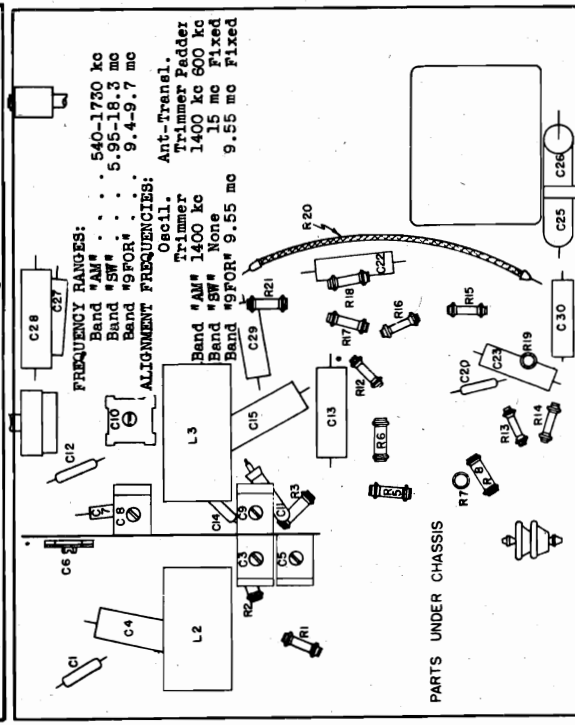 FREQUENCY RANGES:
Band "AM" . . . . 540-1730 kc
Band "SW" . . . 5.95-18.3 mc
Band "9FOR" . . . 9.4-9.7 mc
ALIGNMENT FREQUENCIES:
Oscil. Ant-Transl.
Trimmer Trimmer Padder
Band "AM" 1400 kc 1400 kc 600 kc
Band "SW" None 15 mc Fixed
Band "9FOR" 9.55 mc 9.55 mc Fixed
C28
C27
C12
C10
C7
C8
C6
C1
C4
L2
L3
C14
C9
C11
C3
C5
R2
R3
R1
C15
C29
R21
C13
R20
C22
R18
R17
R16
R12
R6
R5
R15
C20
C23
R19
R13
R14
R7
R8
C30
C25
C26
PARTS UNDER CHASSIS